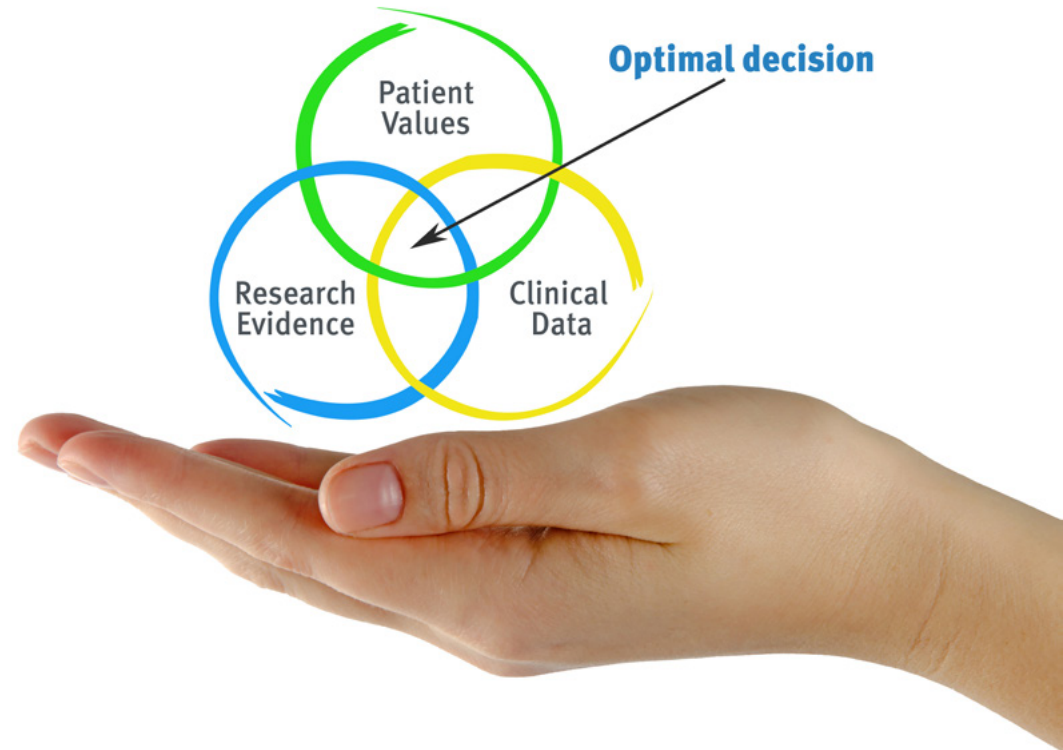 Optimal decision
Patient
Values
Research
Evidence
Clinical
Data